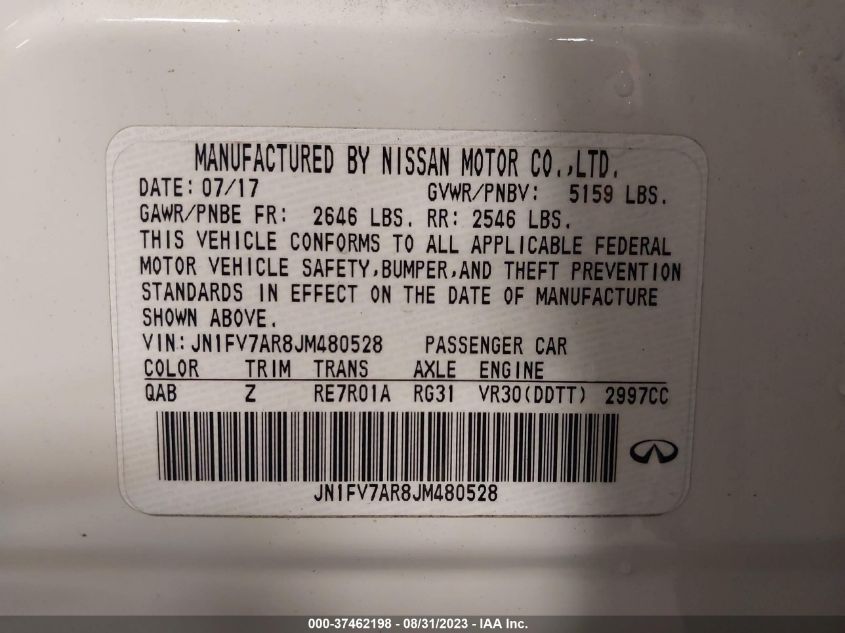 MANUFACTURED BY NISSAN MOTOR CO.,LTD.
DATE: 07/17 GVWR/PNBV: 5159 LBS.
GAWR/PNBE FR: 2646 LBS. RR: 2546 LBS.
THIS VEHICLE CONFORMS TO ALL APPLICABLE FEDERAL
MOTOR VEHICLE SAFETY,BUMPER,AND THEFT PREVENTION
STANDARDS IN EFFECT ON THE DATE OF MANUFACTURE
SHOWN ABOVE.
VIN:JN1FV7AR8JM480528 PASSENGER CAR
COLOR TRIM TRANS AXLE ENGINE
QAB Z RE7R01A RG31 VR30(DDTT) 2997CC
JN1FV7AR8JM480528
000-37462198 - 08/31/2023 - IAA Inc.